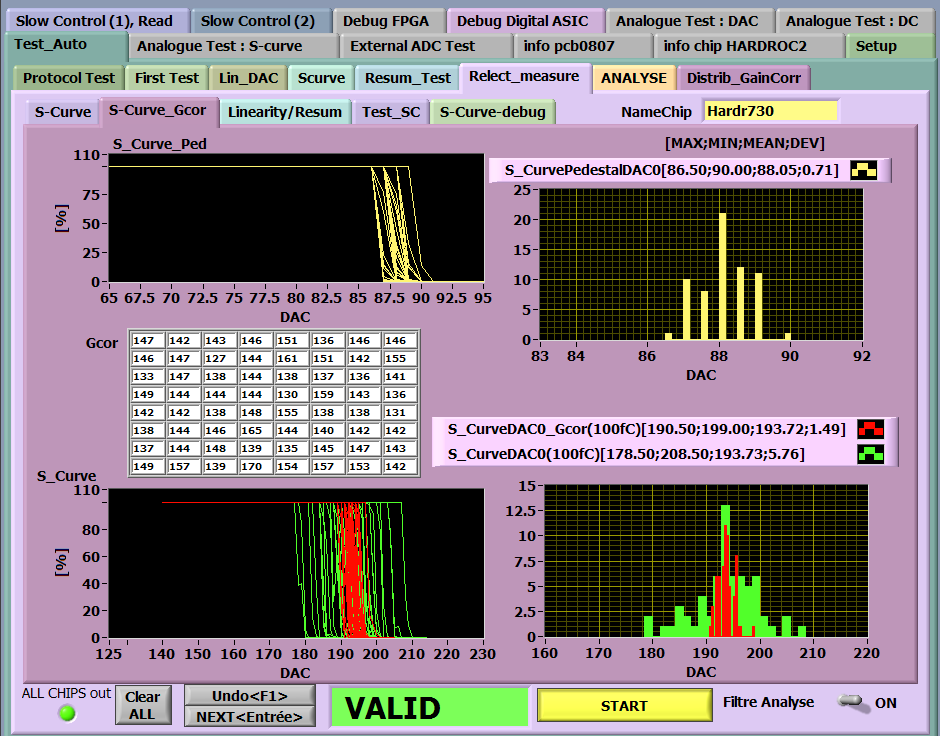 Slow Control (1), Read Slow Control (2) Debug FPGA Debug Digital ASIC Analogue Test : DAC Analogue Test : DC
Test_Auto Analogue Test : S-curve External ADC Test info pcb0807 info chip HARDROC2 Setup
Protocol Test First Test Lin_DAC Scurve Resum_Test Relect_measure ANALYSE Distrib_GainCorr
S-Curve S-Curve_Gcor Linearity/Resum Test_SC S-Curve-debug NameChip Hardr730
S_Curve_Ped [MAX;MIN;MEAN;DEV]
S_CurvePedestalDAC0[86.50;90.00;88.05;0.71]
110
75
50
25
0
[%]
65 67.5 70 72.5 75 77.5 80 82.5 85 87.5 90 92.5 95
DAC
25
20
15
10
5
0
83 84 86 88 90 92
DAC
Gcor
147 142 143 146 151 136 146 146
146 147 127 144 161 151 142 155
133 147 138 144 138 137 136 141
149 144 144 144 130 159 143 136
142 142 138 148 155 138 138 131
138 144 146 165 144 140 142 142
137 144 148 139 135 145 147 143
149 157 139 170 154 157 153 142
S_CurveDAC0_Gcor(100fC)[190.50;199.00;193.72;1.49]
S_CurveDAC0(100fC)[178.50;208.50;193.73;5.76]
S_Curve
110
80
60
40
20
0
[%]
125 140 150 160 170 180 190 200 210 220 230
DAC
15
12.5
10
7.5
5
2.5
0
160 170 180 190 200 210 220
DAC
ALL CHIPS out
Clear
ALL
Undo<F1>
NEXT<Entrée>
VALID
START
Filtre Analyse
ON